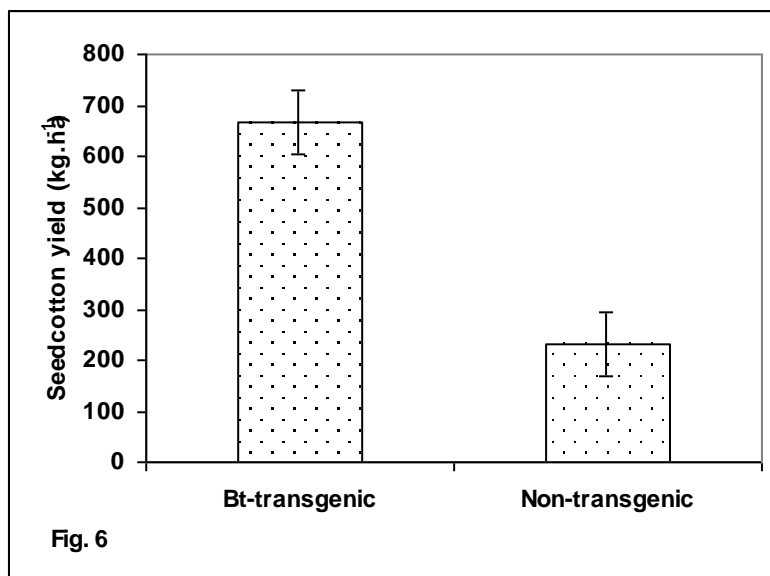 Seedcotton yield (kg.ha-1)
800
700
600
500
400
300
200
100
0
Bt-transgenic
Non-transgenic
Fig. 6